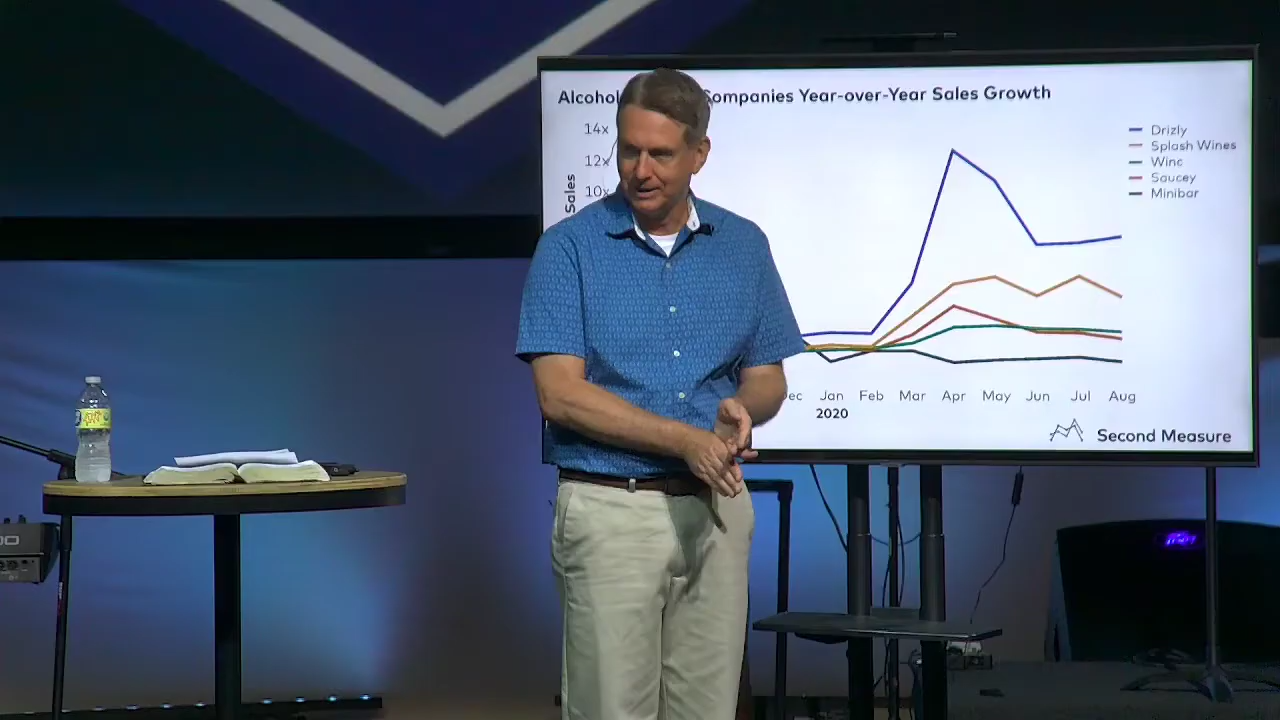 Alcohol Companies Year-over-Year Sales Growth
14x
12x
10x
Sales
Drizly
Splash Wines
Winc
Saucey
Minibar
Jan Feb Mar Apr May Jun Jul Aug
2020
Second Measure